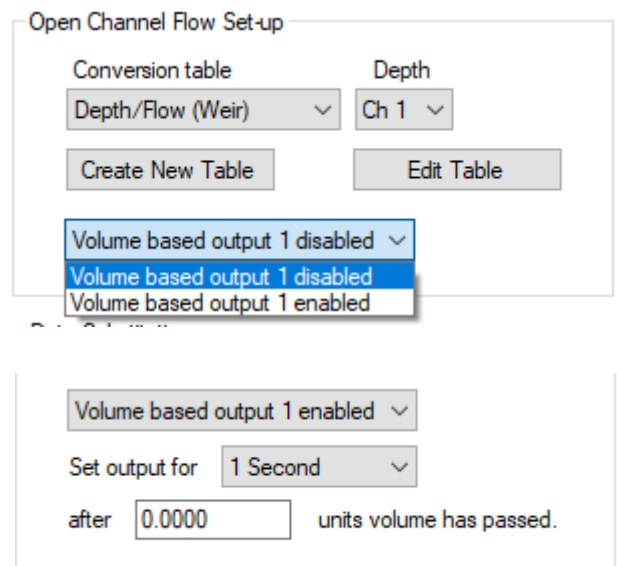 Open Channel Flow Set-up
Conversion table Depth
Depth/Flow (Weir) Ch 1
Create New Table Edit Table
Volume based output 1 disabled
Volume based output 1 disabled
Volume based output 1 enabled
Volume based output 1 enabled
Set output for 1 Second
after 0.0000 units volume has passed.